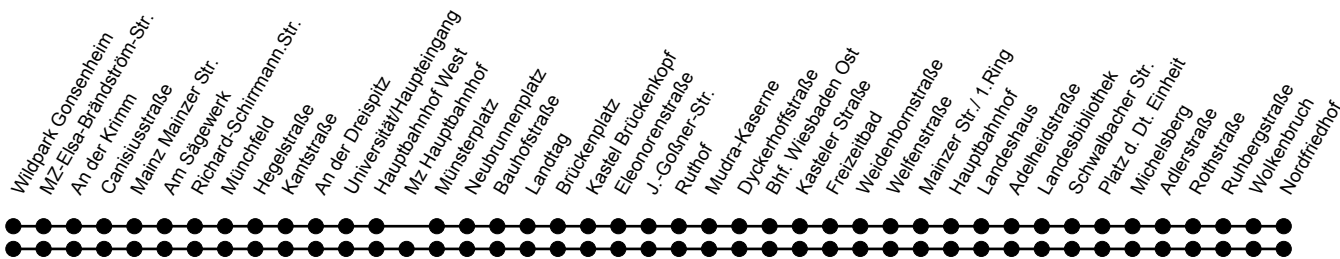 Wildpark Gonsenheim
MZ-Elsa-Brändström-Str.
An der Krimm
Canisiusstraße
Mainz Mainzer Str.
Am Sägewerk
Richard-Schirrmann.Str.
Münchfeld
Hegelstraße
Kantstraße
An der Dreispitz
Universität/Haupteingang
Hauptbahnhof West
Mz Hauptbahnhof
Münsterplatz
Neubrunnenplatz
Bauhofstraße
Landtag
Brückenplatz
Kastel Brückenkopf
Eleonorenstraße
J.-Goßner-Str.
Ruthof
Mudra-Kaserne
Dyckerhoffstraße
Bhf. Wiesbaden Ost
Kasteler Straße
Freizeitbad
Weidenbornstraße
Welfenstraße
Mainzer Str./ 1.Ring
Hauptbahnhof
Landeshaus
Adelheidstraße
Landesbibliothek
Schwalbacher Str.
Platz d. Dt. Einheit
Michelsberg
Adlerstraße
Rothstraße
Ruhbergstraße
Wolkenbruch
Nordfriedhof